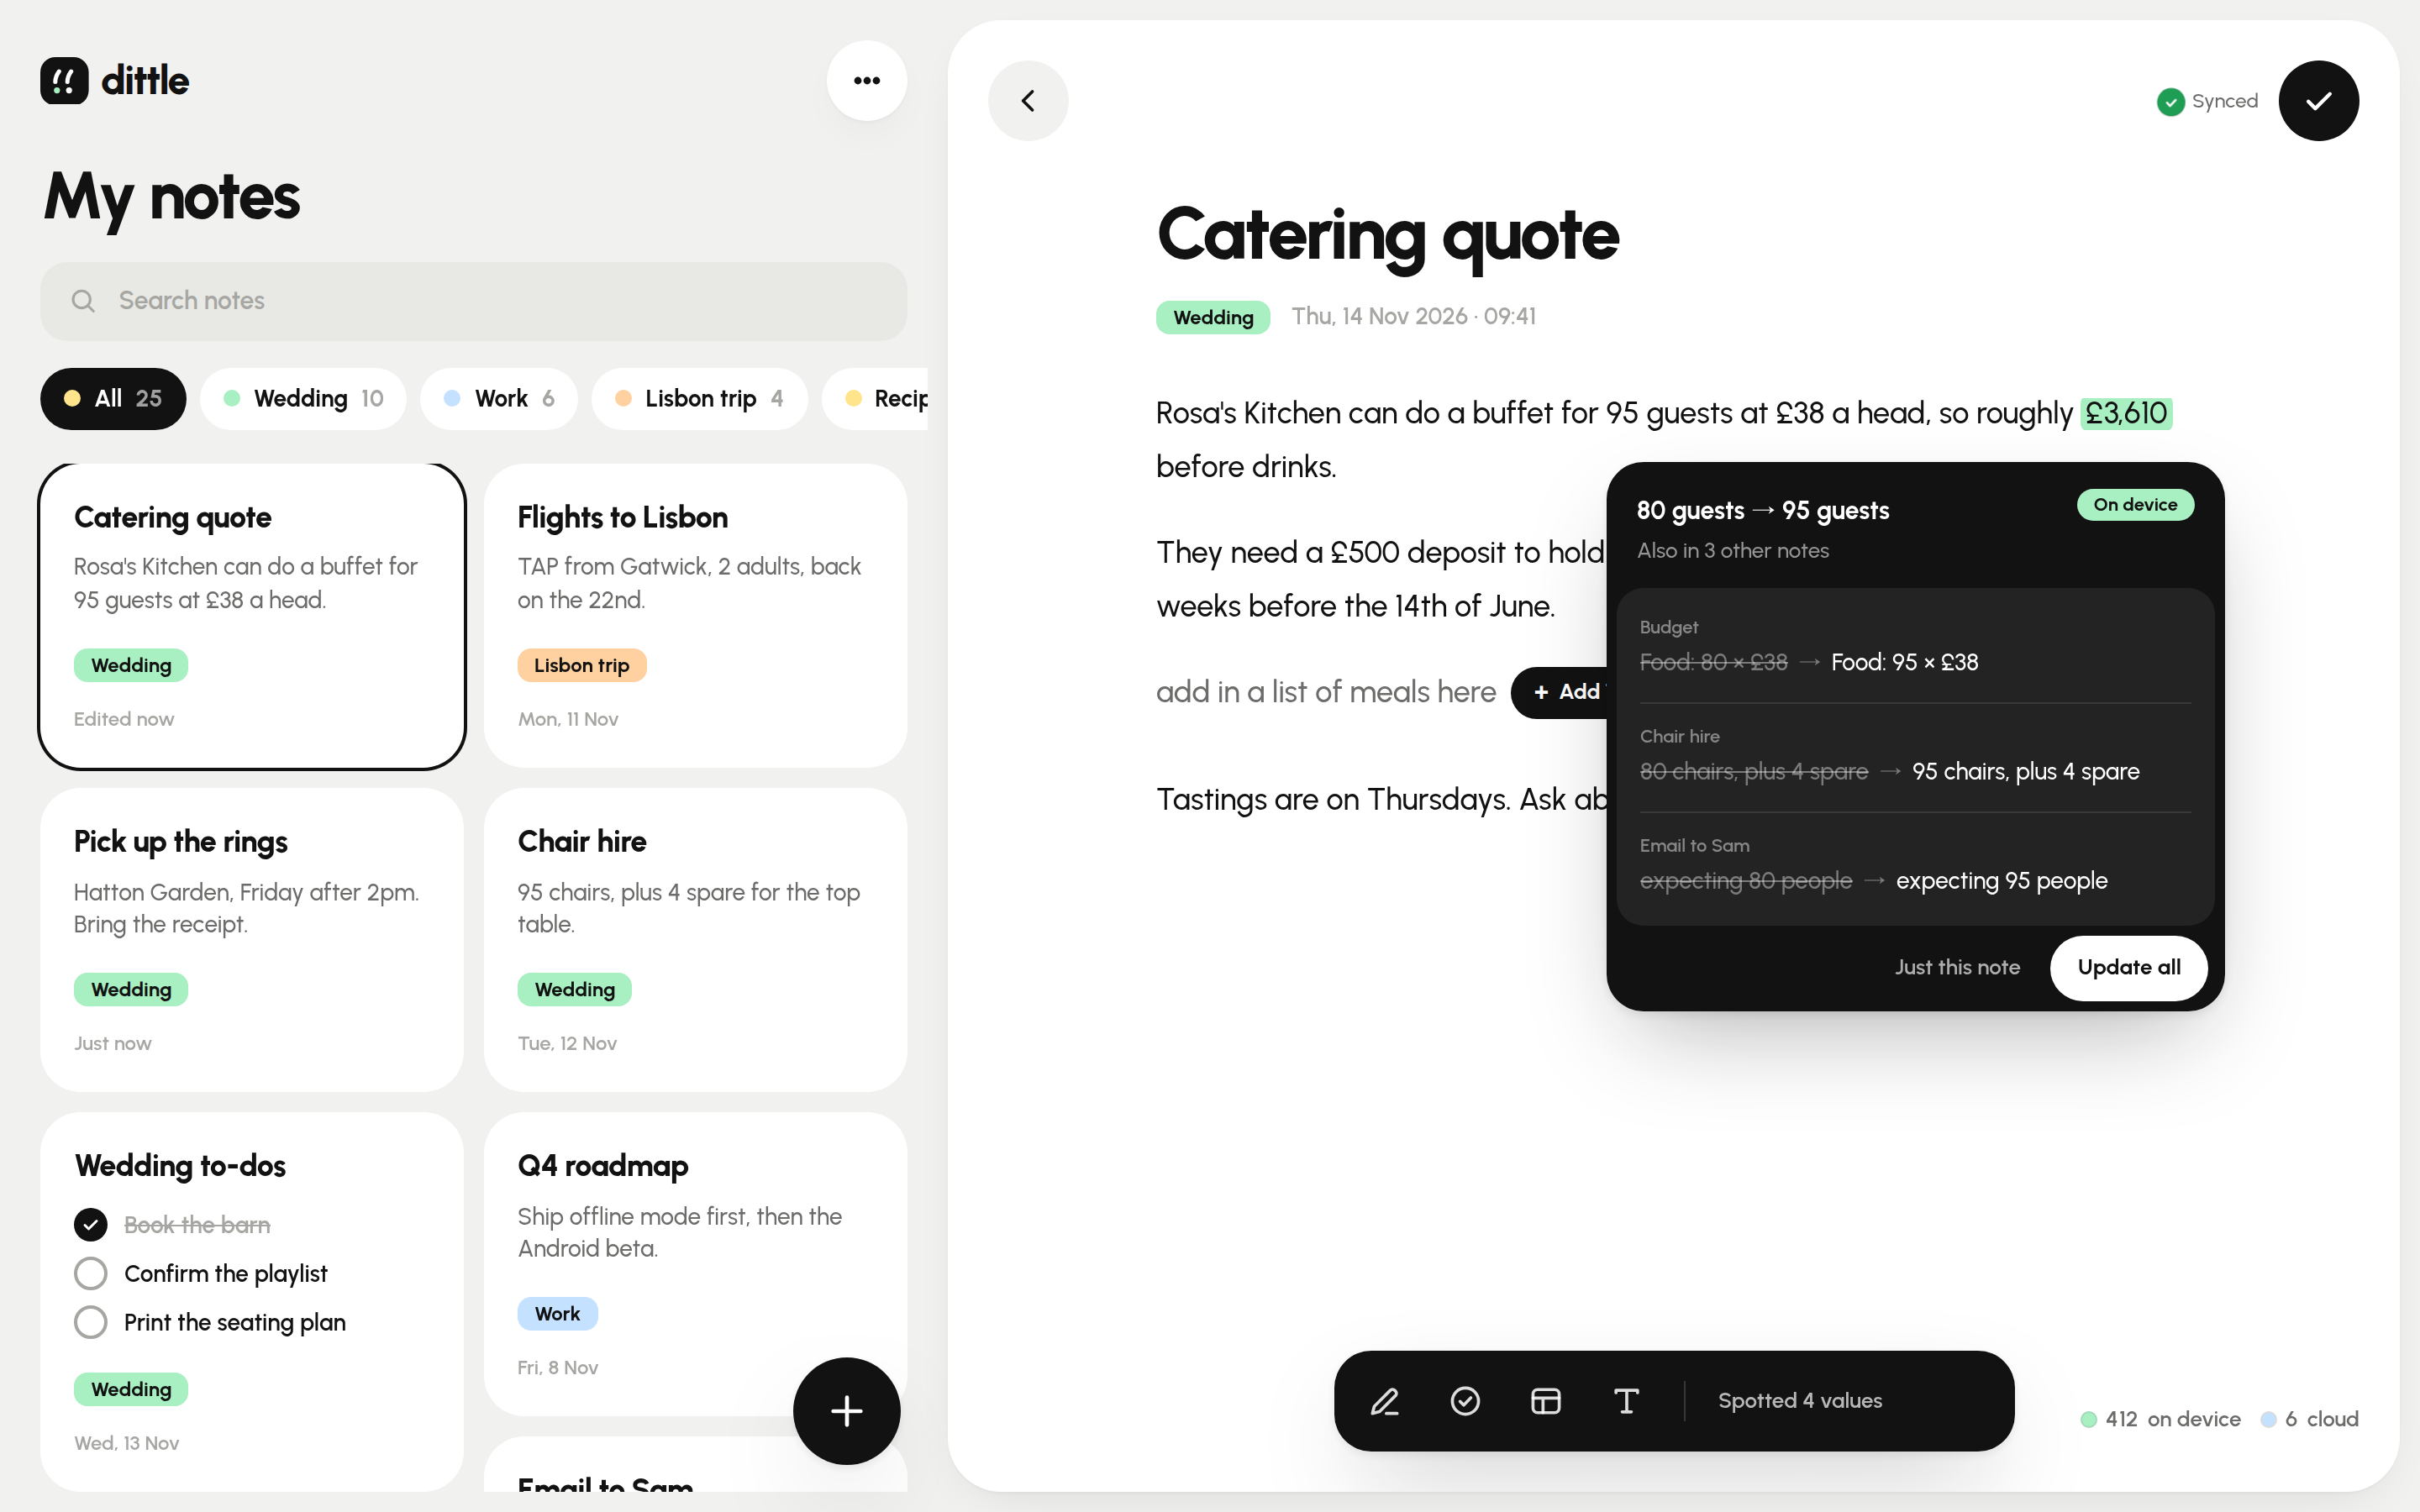 dittle
My notes
Search notes
All 25
Wedding 10
Work 6
Lisbon trip 4
Catering quote
Rosa's Kitchen can do a buffet for
95 guests at £38 a head.
Wedding
Edited now
Flights to Lisbon
TAP from Gatwick, 2 adults, back
on the 22nd.
Lisbon trip
Mon, 11 Nov
Pick up the rings
Hatton Garden, Friday after 2pm.
Bring the receipt.
Wedding
Just now
Chair hire
95 chairs, plus 4 spare for the top
table.
Wedding
Tue, 12 Nov
Wedding to-dos
Book the barn
Confirm the playlist
Print the seating plan
Wedding
Wed, 13 Nov
Q4 roadmap
Ship offline mode first, then the
Android beta.
Work
Fri, 8 Nov
Email to Sam
Synced
Catering quote
Wedding Thu, 14 Nov 2026 · 09:41
Rosa's Kitchen can do a buffet for 95 guests at £38 a head, so roughly £3,610
before drinks.
They need a £500 deposit to hold
weeks before the 14th of June.
add in a list of meals here + Add
Tastings are on Thursdays. Ask
80 guests → 95 guests
On device
Also in 3 other notes
Budget
Food: 80 × £38 → Food: 95 × £38
Chair hire
80 chairs, plus 4 spare → 95 chairs, plus 4 spare
Email to Sam
expecting 80 people → expecting 95 people
Just this note
Update all
Spotted 4 values
412 on device 6 cloud